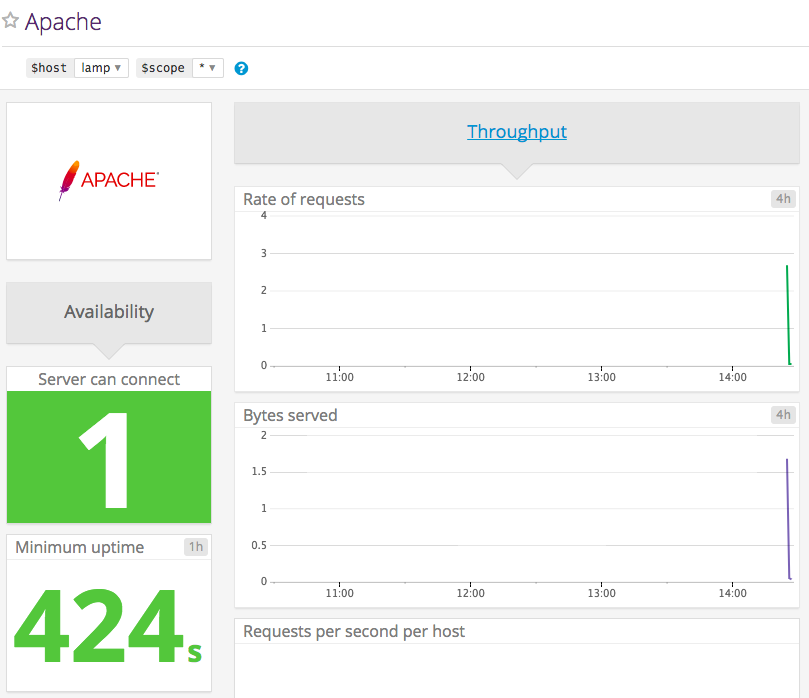 Apache
$host lamp ▼ $scope * ▼ ?
APACHE
Availability
Server can connect
1
Minimum uptime 1h
424s
Throughput
Rate of requests 4h
4
3
2
1
0
11:00 12:00 13:00 14:00
Bytes served 4h
2
1.5
1
0.5
0
11:00 12:00 13:00 14:00
Requests per second per host